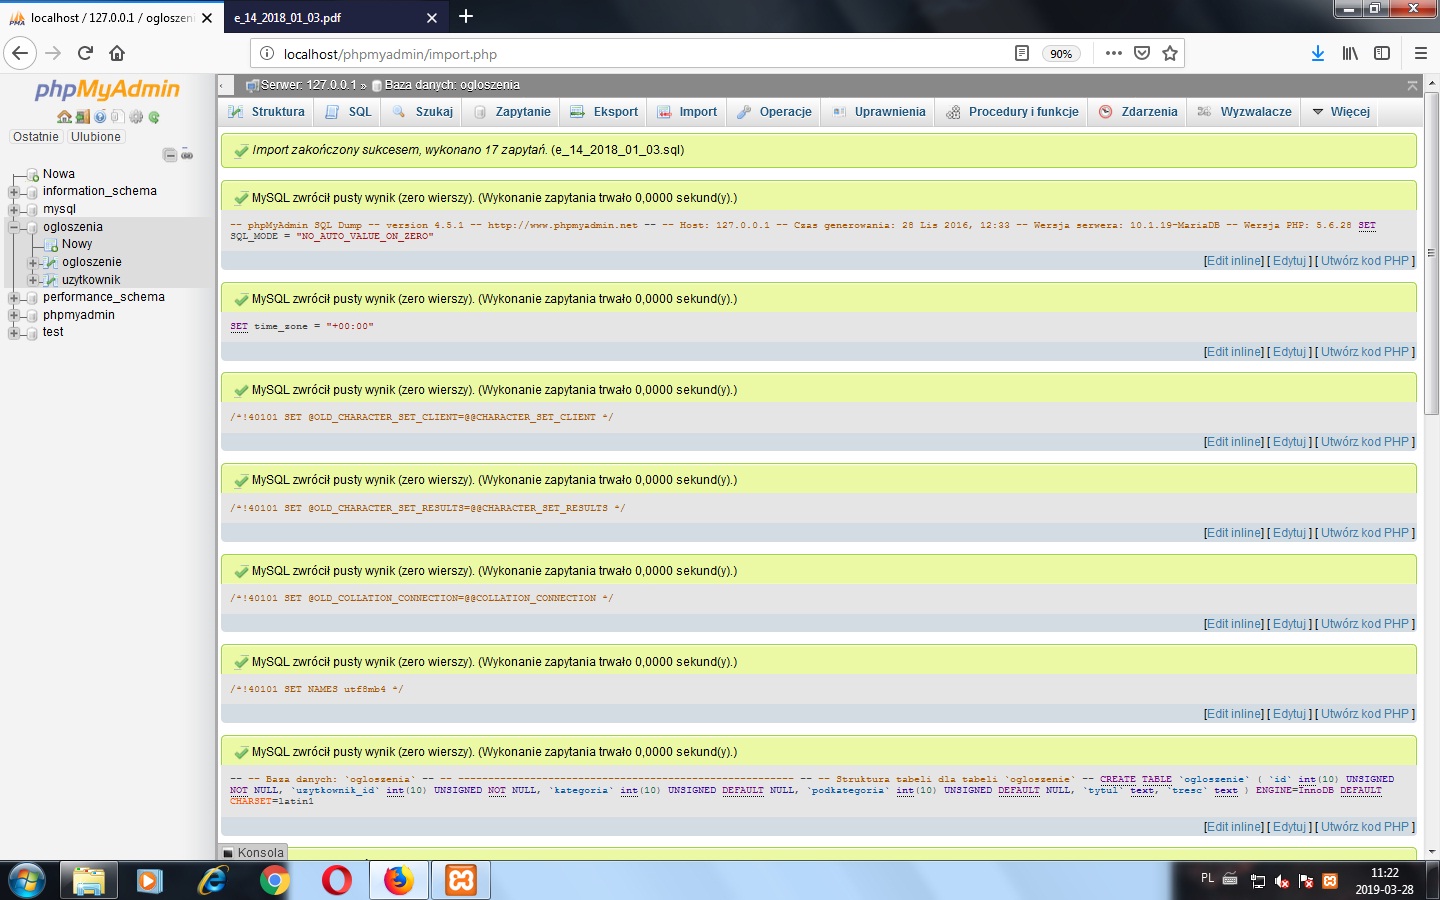 localhost / 127.0.0.1 / ogloszeni
e_14_2018_01_03.pdf
localhost/phpmyadmin/import.php
90%
phpMyAdmin
Ostatnie
Ulubione
Nowa
information_schema
mysql
ogloszenia
Nowy
ogloszenie
uzytkownik
performance_schema
phpmyadmin
test
Serwer: 127.0.0.1 » Baza danych: ogloszenia
Struktura SQL Szukaj Zapytanie Eksport Import Operacje Uprawnienia Procedury i funkcje Zdarzenia Wyzwalacze Więcej
Import zakończony sukcesem, wykonano 17 zapytań. (e_14_2018_01_03.sql)
MySQL zwrócił pusty wynik (zero wierszy). (Wykonanie zapytania trwało 0,0000 sekund(y).)
-- phpMyAdmin SQL Dump -- version 4.5.1 -- http://www.phpmyadmin.net -- -- Host: 127.0.0.1 -- Czas generowania: 28 Lis 2016, 12:33 -- Wersja serwera: 10.1.19-MariaDB -- Wersja PHP: 5.6.28 SET
SQL_MODE = "NO_AUTO_VALUE_ON_ZERO"
[Edit inline] [ Edytuj ] [ Utwórz kod PHP ]
MySQL zwrócił pusty wynik (zero wierszy). (Wykonanie zapytania trwało 0,0000 sekund(y).)
SET time_zone = "+00:00"
[Edit inline] [ Edytuj ] [ Utwórz kod PHP ]
MySQL zwrócił pusty wynik (zero wierszy). (Wykonanie zapytania trwało 0,0000 sekund(y).)
/*!40101 SET @OLD_CHARACTER_SET_CLIENT=@@CHARACTER_SET_CLIENT */
[Edit inline] [ Edytuj ] [ Utwórz kod PHP ]
MySQL zwrócił pusty wynik (zero wierszy). (Wykonanie zapytania trwało 0,0000 sekund(y).)
/*!40101 SET @OLD_CHARACTER_SET_RESULTS=@@CHARACTER_SET_RESULTS */
[Edit inline] [ Edytuj ] [ Utwórz kod PHP ]
MySQL zwrócił pusty wynik (zero wierszy). (Wykonanie zapytania trwało 0,0000 sekund(y).)
/*!40101 SET @OLD_COLLATION_CONNECTION=@@COLLATION_CONNECTION */
[Edit inline] [ Edytuj ] [ Utwórz kod PHP ]
MySQL zwrócił pusty wynik (zero wierszy). (Wykonanie zapytania trwało 0,0000 sekund(y).)
/*!40101 SET NAMES utf8mb4 */
[Edit inline] [ Edytuj ] [ Utwórz kod PHP ]
MySQL zwrócił pusty wynik (zero wierszy). (Wykonanie zapytania trwało 0,0000 sekund(y).)
-- -- Baza danych: `ogloszenia` -- -- -------------------------------------------------------- -- -- Struktura tabeli dla tabeli `ogloszenie` -- CREATE TABLE `ogloszenie` ( `id` int(10) UNSIGNED
NOT NULL, `uzytkownik_id` int(10) UNSIGNED NOT NULL, `kategoria` int(10) UNSIGNED DEFAULT NULL, `podkategoria` int(10) UNSIGNED DEFAULT NULL, `tytul` text, `tresc` text ) ENGINE=InnoDB DEFAULT
CHARSET=latin1
[Edit inline] [ Edytuj ] [ Utwórz kod PHP ]
Konsola
PL
11:22
2019-03-28